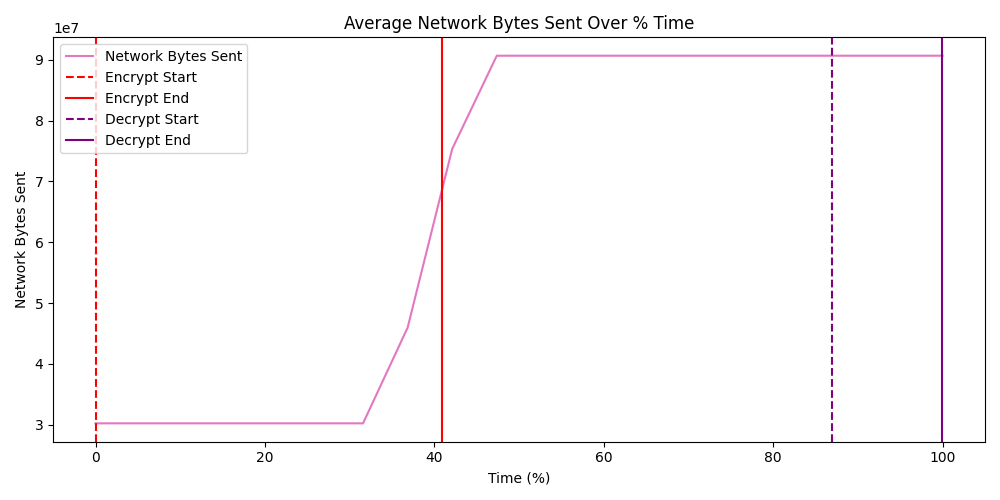 Average Network Bytes Sent Over % Time
1e7
Network Bytes Sent
Encrypt Start
Encrypt End
Decrypt Start
Decrypt End
9
8
7
6
5
4
3
Network Bytes Sent
0 20 40 60 80 100
Time (%)